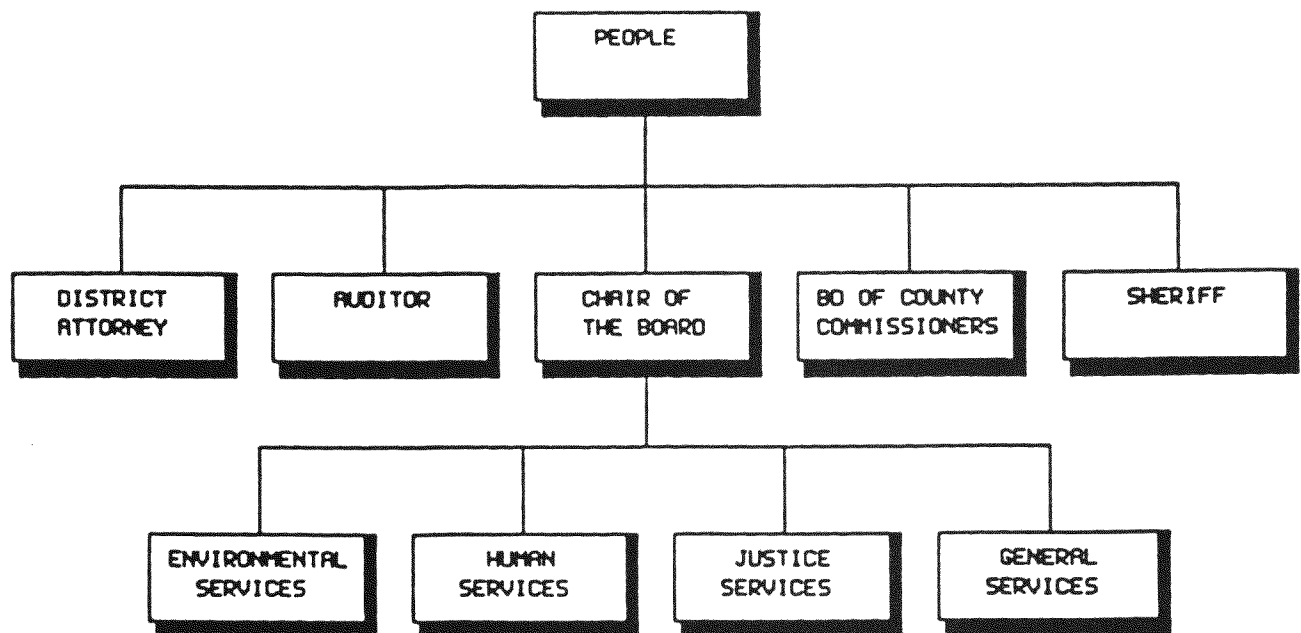 PEOPLE
DISTRICT
ATTORNEY
AUDITOR
CHAIR OF
THE BOARD
BD OF COUNTY
COMMISSIONERS
SHERIFF
ENVIRONMENTAL
SERVICES
HUMAN
SERVICES
JUSTICE
SERVICES
GENERAL
SERVICES